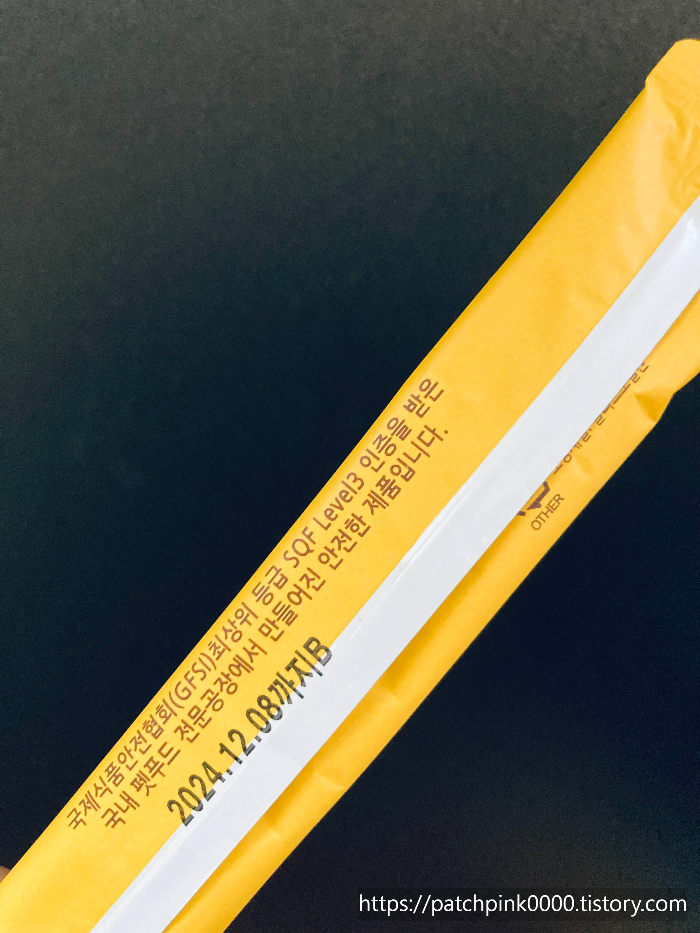 국제식품안전협회(GFSI)최상위 등급 SQF Level3 인증을 받은
국내 펫푸드 전문공장에서 만들어진 안전한 제품입니다.
2024.12.08까지B
OTHER
https://patchpink0000.tistory.com